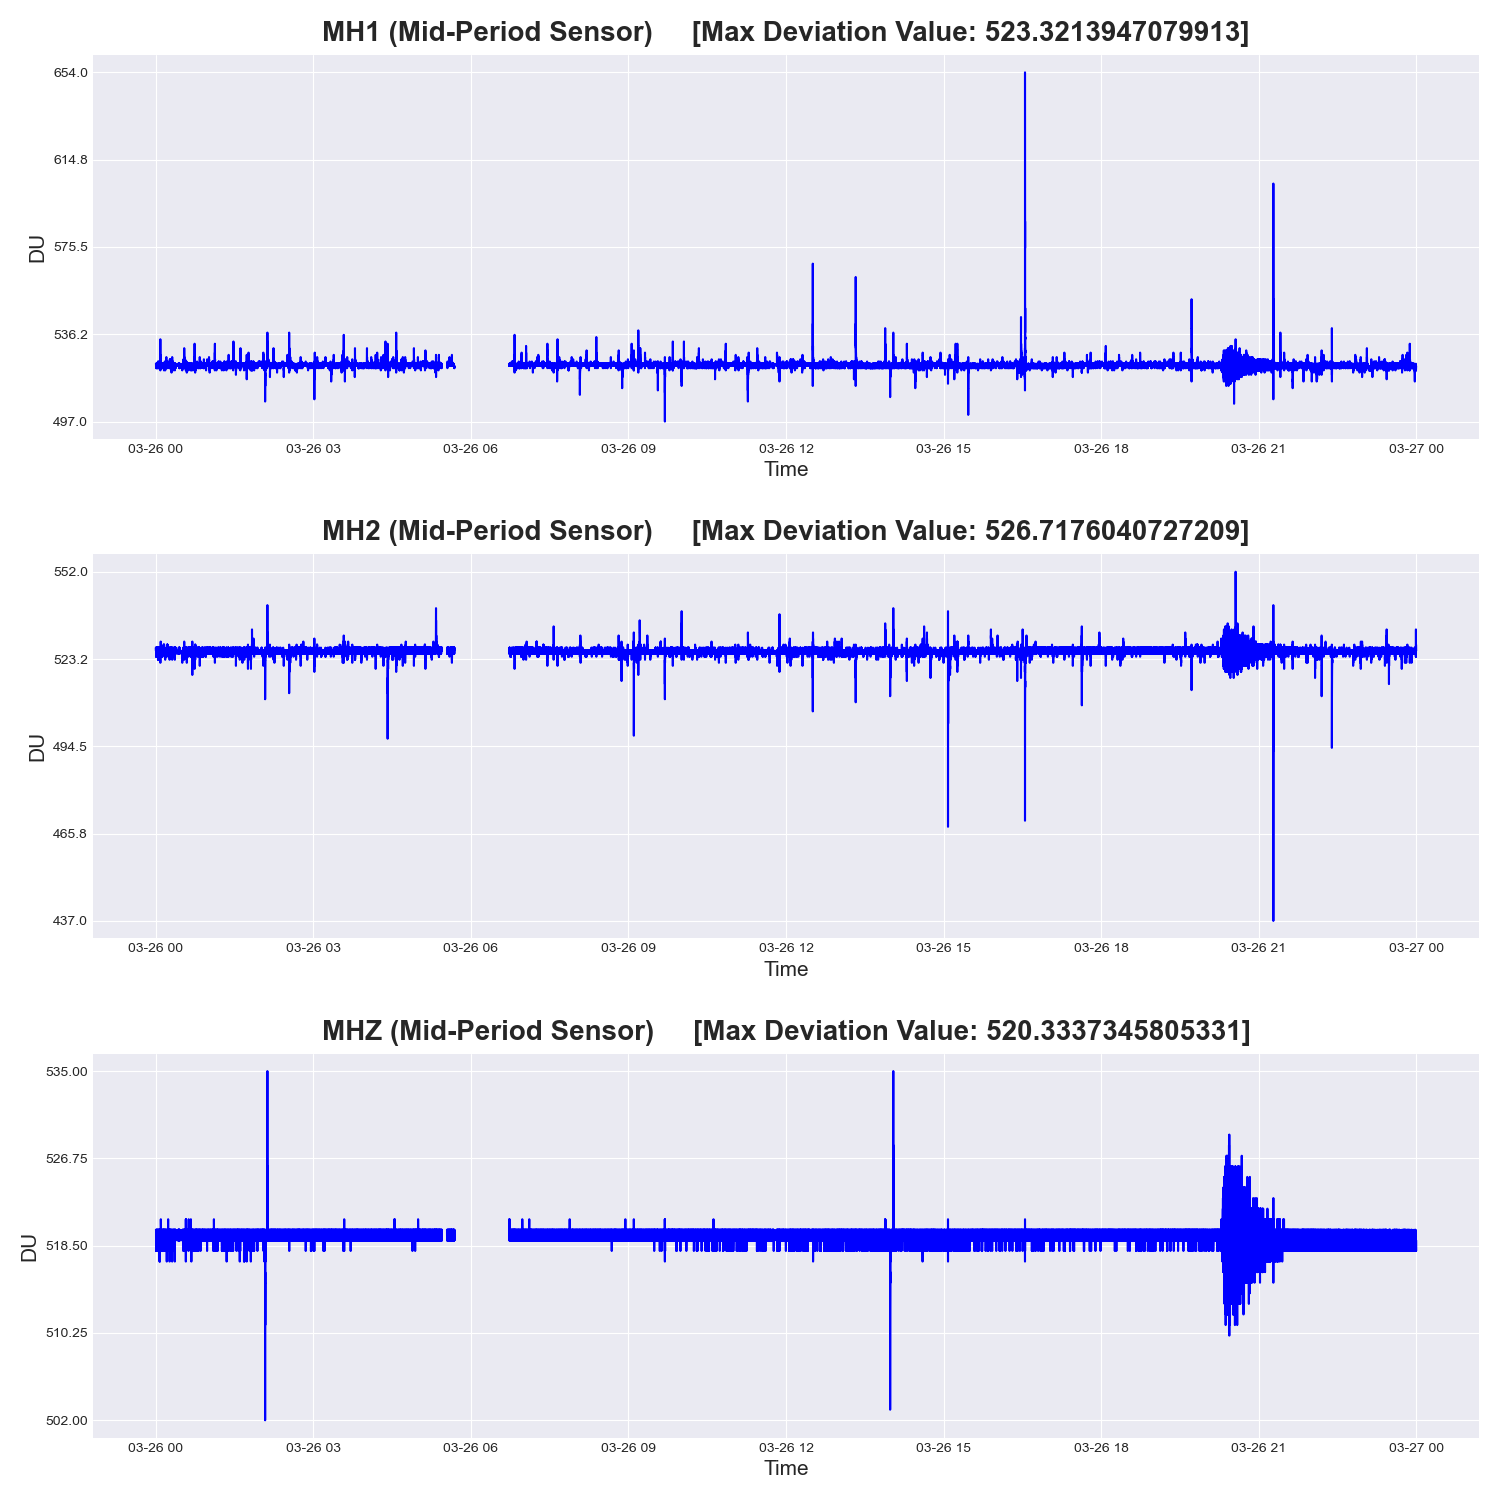 MH1 (Mid-Period Sensor) [Max Deviation Value: 523.3213947079913]
654.0
614.8
575.5
536.2
497.0
DU
03-26 00 03-26 03 03-26 06 03-26 09 03-26 12 03-26 15 03-26 18 03-26 21 03-27 00
Time
MH2 (Mid-Period Sensor) [Max Deviation Value: 526.7176040727209]
552.0
523.2
494.5
465.8
437.0
DU
03-26 00 03-26 03 03-26 06 03-26 09 03-26 12 03-26 15 03-26 18 03-26 21 03-27 00
Time
MHZ (Mid-Period Sensor) [Max Deviation Value: 520.3337345805331]
535.00
526.75
518.50
510.25
502.00
DU
03-26 00 03-26 03 03-26 06 03-26 09 03-26 12 03-26 15 03-26 18 03-26 21 03-27 00
Time